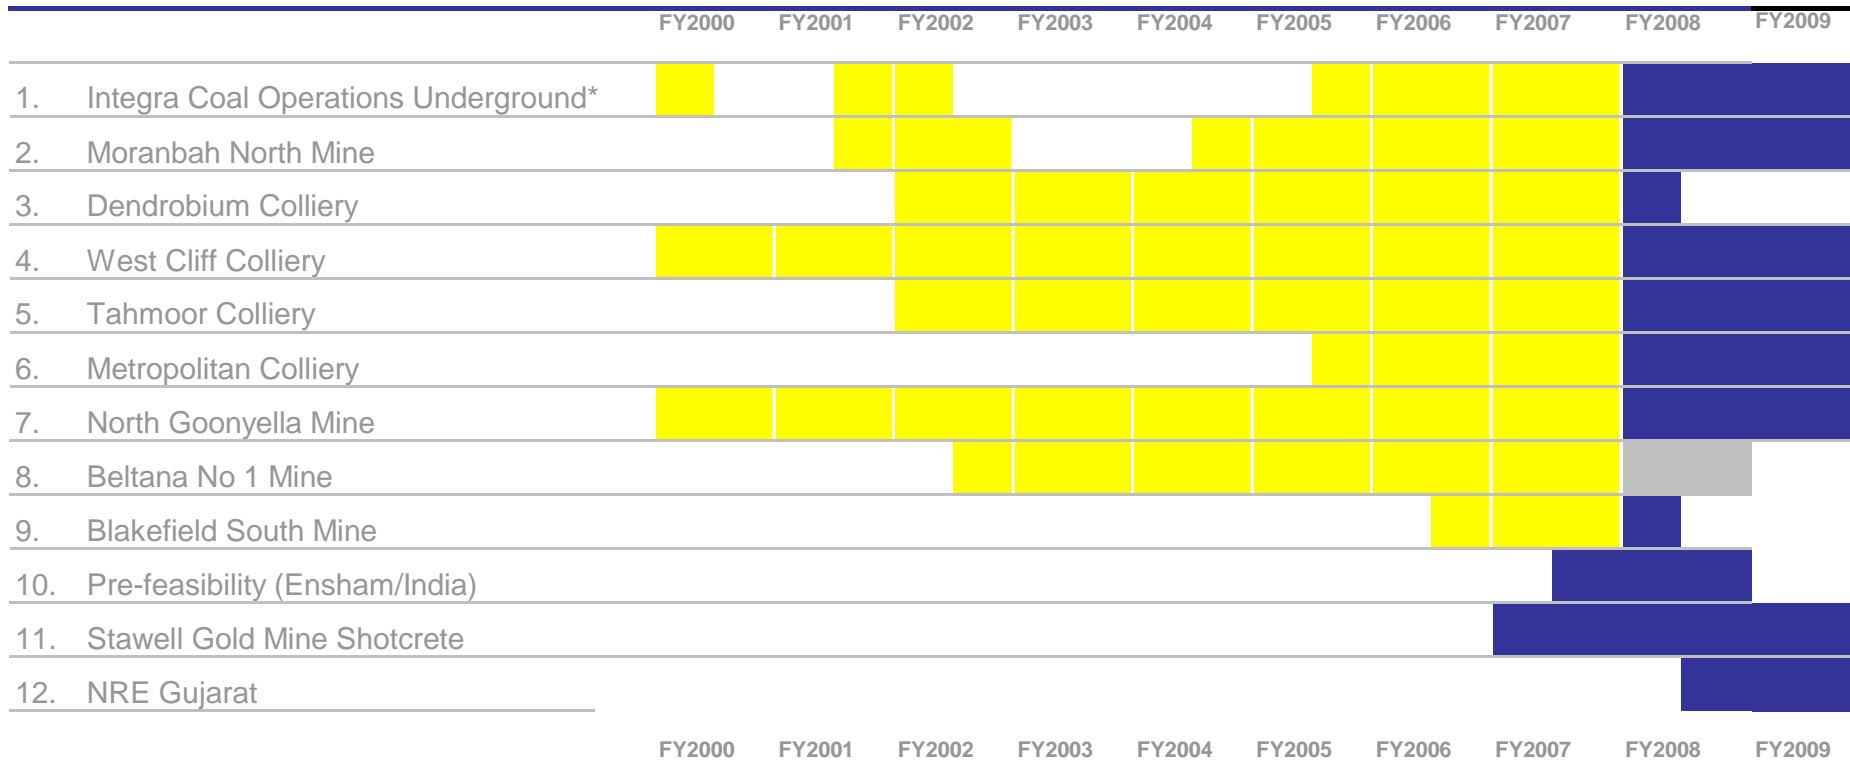 FY2000 FY2001 FY2002 FY2003 FY2004 FY2005 FY2006 FY2007 FY2008 FY2009
1. Integra Coal Operations Underground*
2. Moranbah North Mine
3. Dendrobium Colliery
4. West Cliff Colliery
5. Tahmoor Colliery
6. Metropolitan Colliery
7. North Goonyella Mine
8. Beltana No 1 Mine
9. Blakefield South Mine
10. Pre-feasibility (Ensham/India)
11. Stawell Gold Mine Shotcrete
12. NRE Gujarat
FY2000 FY2001 FY2002 FY2003 FY2004 FY2005 FY2006 FY2007 FY2008 FY2009